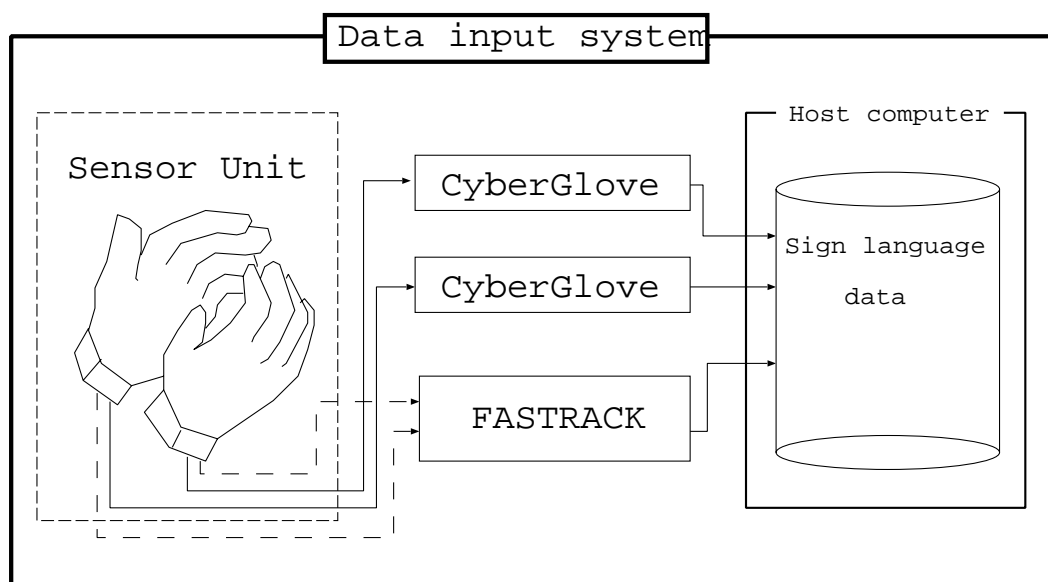 Data input system
Sensor Unit
CyberGlove
CyberGlove
FASTRACK
Host computer
Sign language
data